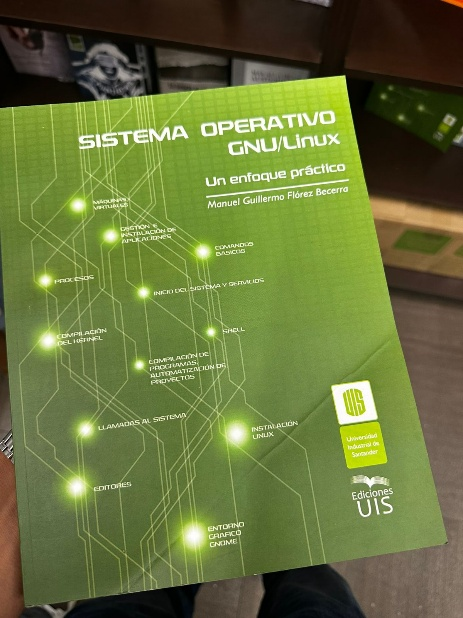 SISTEMA OPERATIVO
GNU/Linux
Un enfoque práctico
Manuel Guillermo Flórez Becerra
MÁQUINAS
VIRTUALES
GESTIÓN E
INSTALACIÓN DE
APLICACIONES
COMANDOS
BÁSICOS
PROCESOS
INICIO DEL SISTEMA Y SERVICIOS
COMPILACIÓN
DEL KERNEL
SHELL
COMPILACIÓN DE
PROGRAMAS,
AUTOMATIZACIÓN DE
PROYECTOS
LLAMADAS AL SISTEMA
INSTALACIÓN
LINUX
EDITORES
ENTORNO
GRÁFICO
GNOME
UIS
Universidad
Industrial de
Santander
Ediciones
UIS